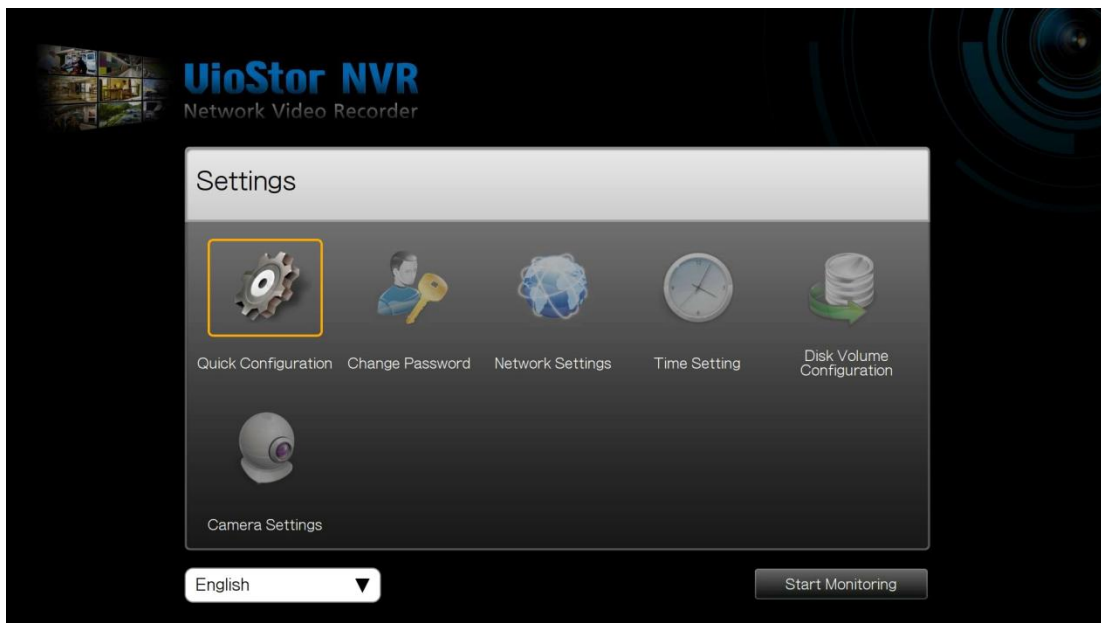 VioStor NVR
Network Video Recorder
Settings
Quick Configuration
Change Password
Network Settings
Time Setting
Disk Volume
Configuration
Camera Settings
English
Start Monitoring